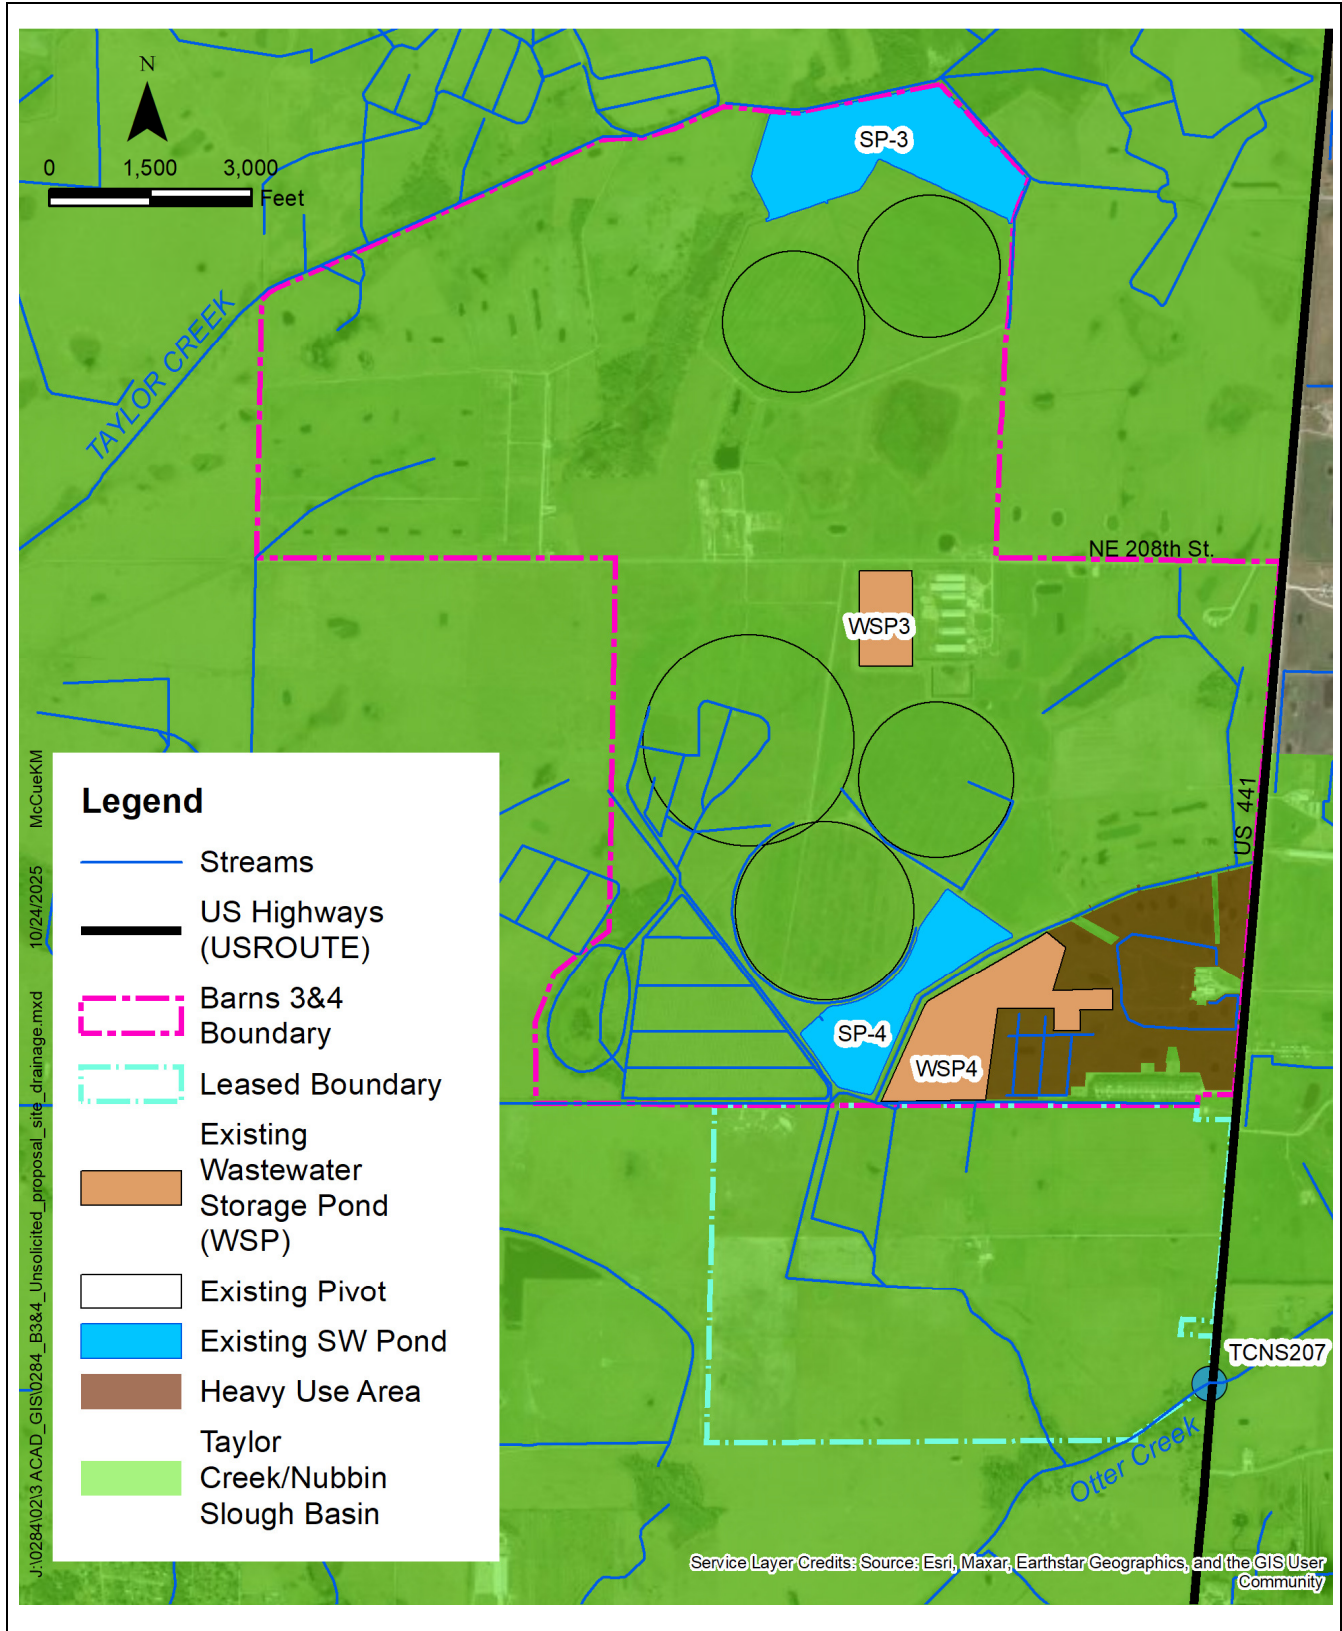 N
0 1,500 3,000
Feet
SP-3
TAYLOR CREEK
NE 208th St.
WSP3
US 441
SP-4
WSP4
TCNS207
Otter Creek
Legend
Streams
US Highways
(USROUTE)
Barns 3&4
Boundary
Leased Boundary
Existing
Wastewater
Storage Pond
(WSP)
Existing Pivot
Existing SW Pond
Heavy Use Area
Taylor
Creek/Nubbin
Slough Basin
J:\0284\02\3 ACAD_GIS\0284_B3&4_Unsolicited_proposal_site_drainage.mxd 10/24/2025 McCueKM
Service Layer Credits: Source: Esri, Maxar, Earthstar Geographics, and the GIS User
Community